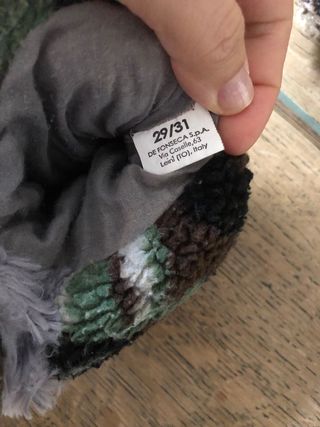 29/31
DE FONSECA S.p.A.
Via Caselle, 63
Leinì (TO), Italy